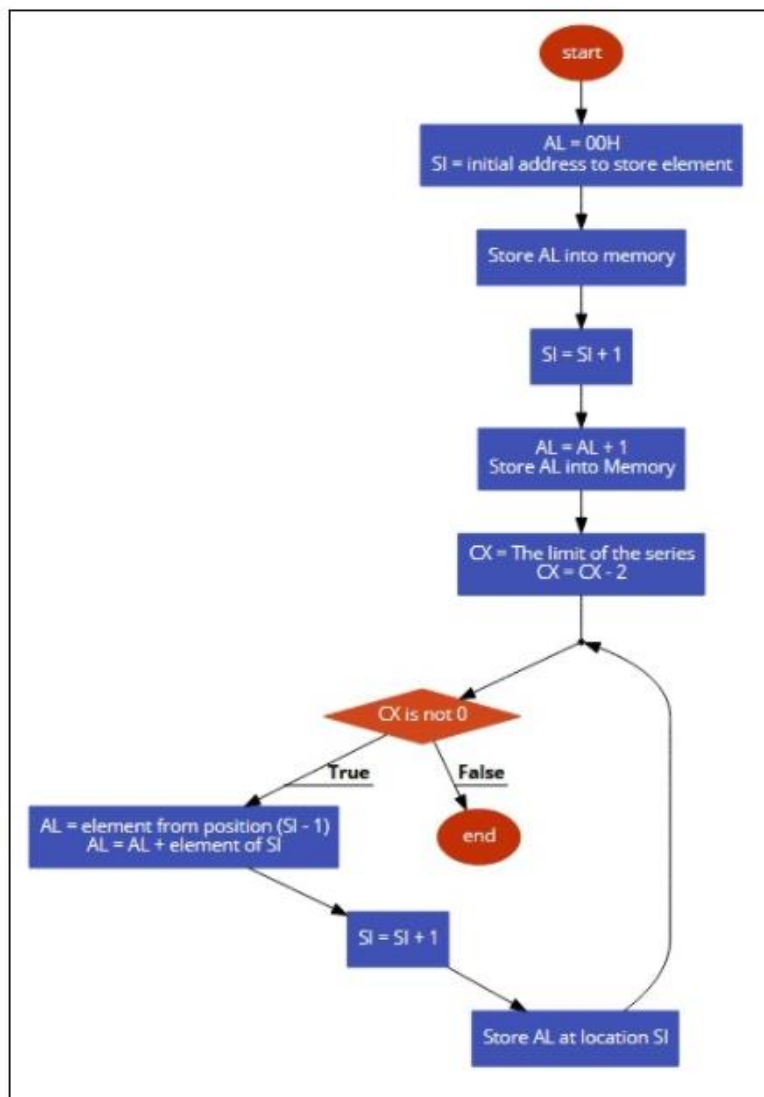 start
AL = 00H
SI = initial address to store element
Store AL into memory
SI = SI + 1
AL = AL + 1
Store AL into Memory
CX = The limit of the series
CX = CX - 2
CX is not 0
True
False
AL = element from position (SI - 1)
AL = AL + element of SI
end
SI = SI + 1
Store AL at location SI